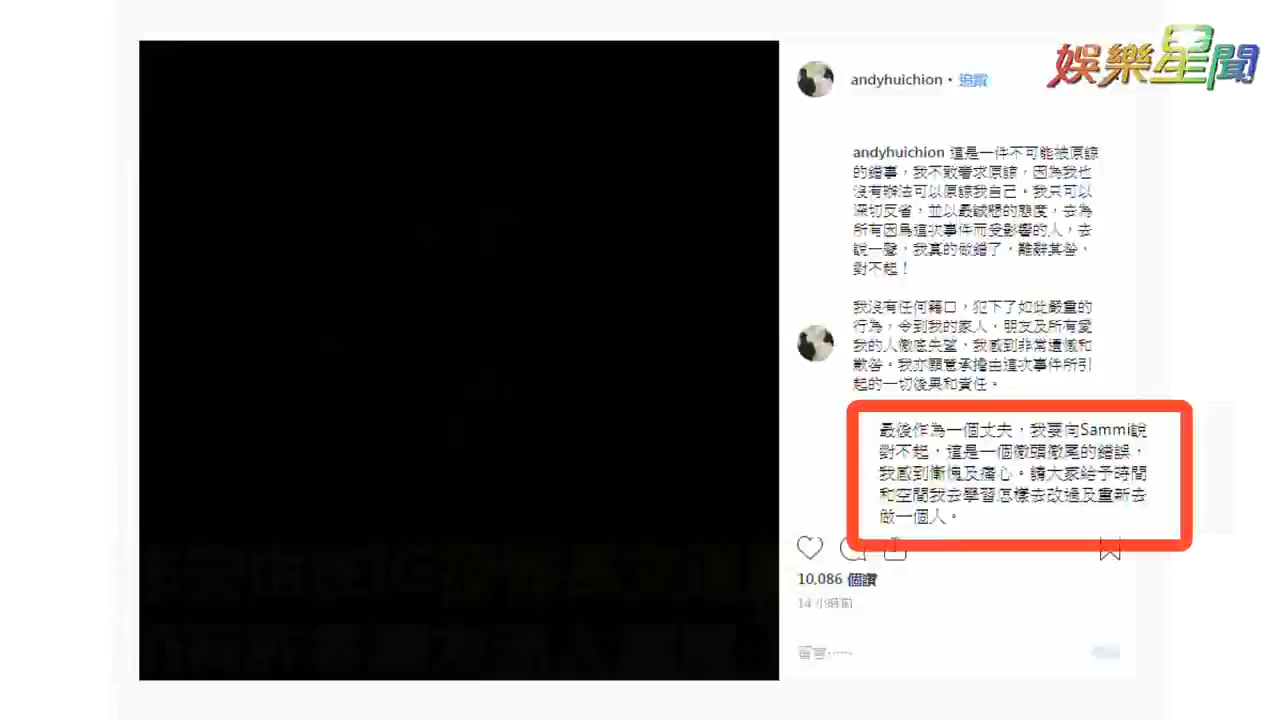 娛樂星聞
andyhuichion • 追蹤
andyhuichion 這是一件不可能被原諒
的錯事，我不敢奢求原諒，因為我也
沒有辦法可以原諒我自己。我只可以
深切反省，並以最誠懇的態度，去為
所有因為這次事件而受影響的人，去
說一聲，我真的做錯了，難辭其咎，
對不起！
我沒有任何藉口，犯下了如此嚴重的
行為，令到我的家人，朋友及所有愛
我的人徹底失望，我感到非常遺憾和
歉咎。我亦願意承擔由這次事件所引
起的一切後果和責任。
最後作為一個丈夫，我要向Sammi說
對不起，這是一個徹頭徹尾的錯誤，
我感到慚愧及痛心。請大家給予時間
和空間我去學習怎樣去改過及重新去
做一個人。
10,086 個讚
14 小時前
留言⋯⋯